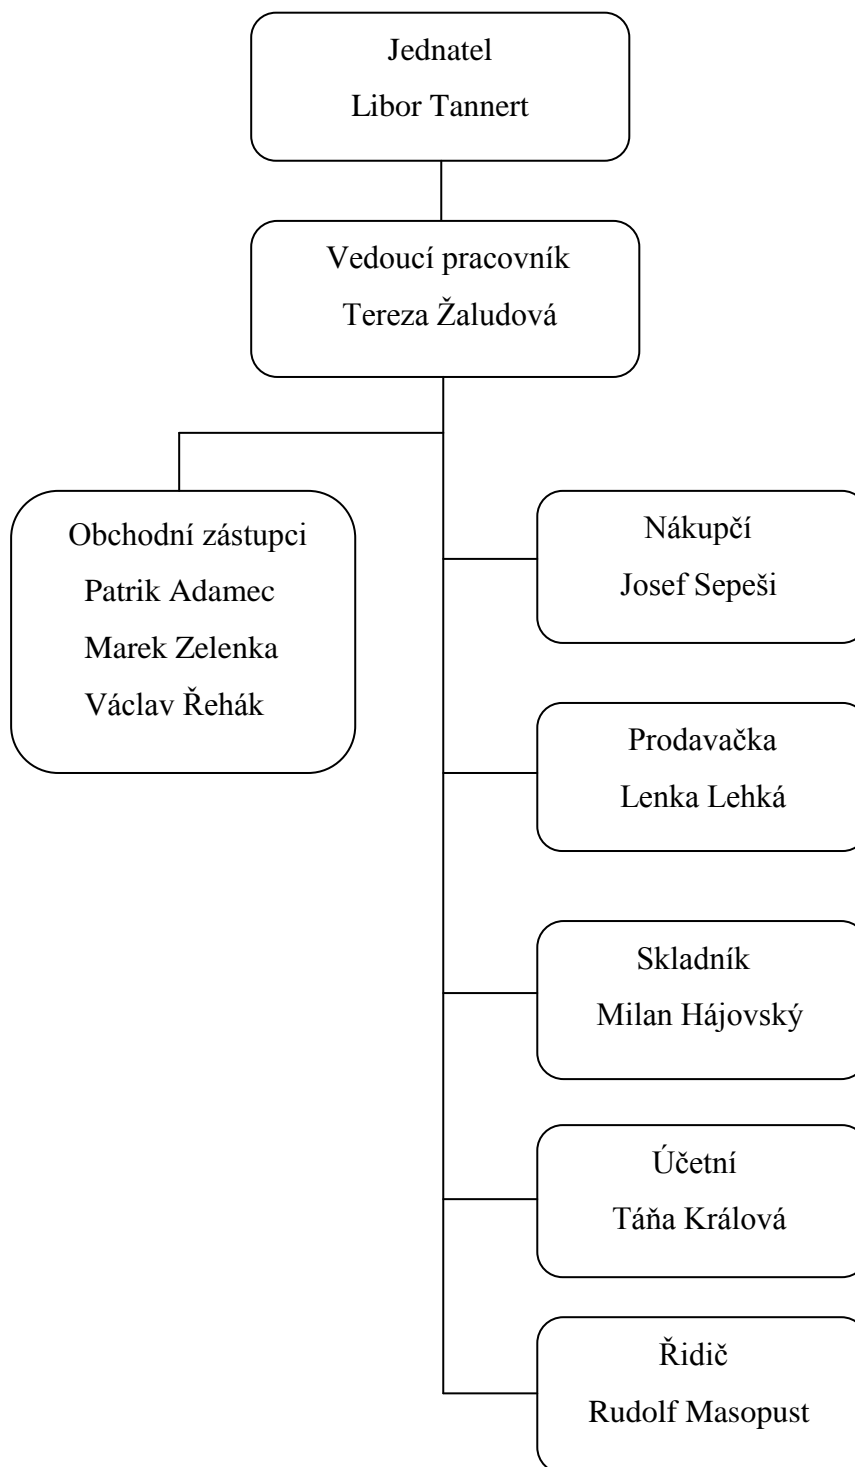 Jednatel
Libor Tannert
Vedoucí pracovník
Tereza Žaludová
Obchodní zástupci
Patrik Adamec
Marek Zelenka
Václav Řehák
Nákupčí
Josef Sepeši
Prodavačka
Lenka Lehká
Skladník
Milan Hájovský
Účetní
Táňa Králová
Řidič
Rudolf Masopust